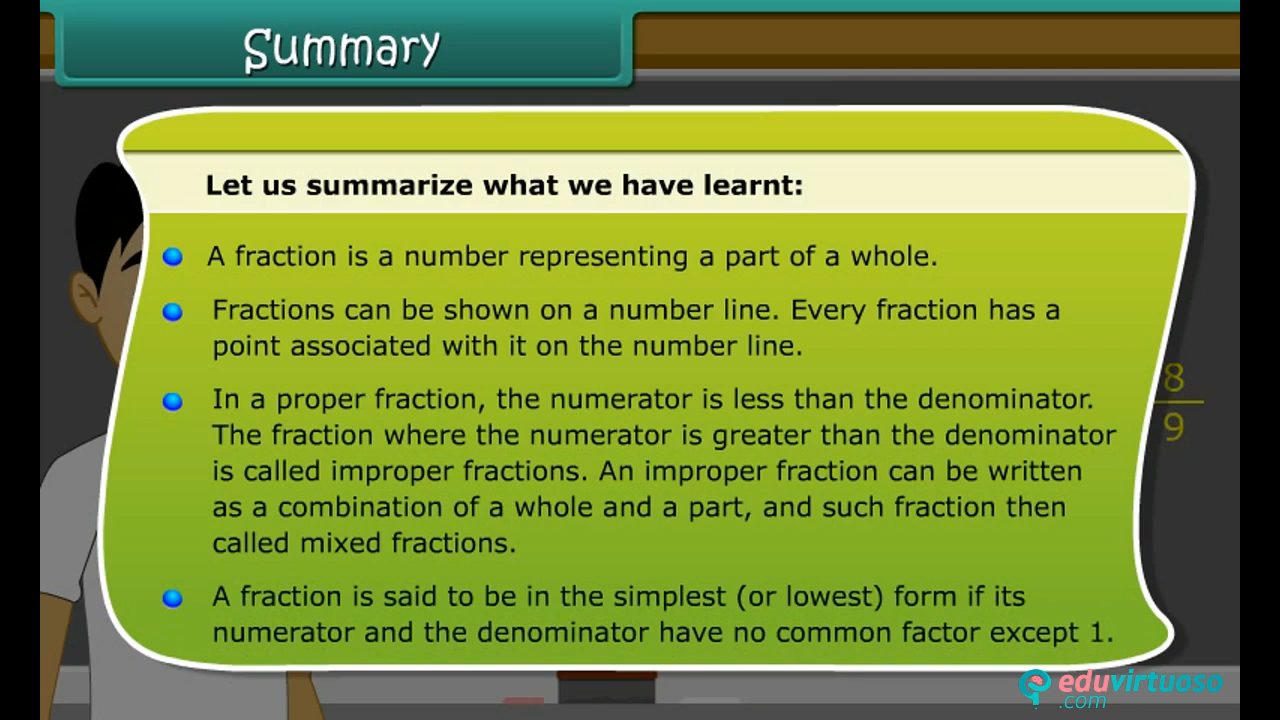 Summary
Let us summarize what we have learnt:
A fraction is a number representing a part of a whole.
Fractions can be shown on a number line. Every fraction has a
point associated with it on the number line.
In a proper fraction, the numerator is less than the denominator.
The fraction where the numerator is greater than the denominator
is called improper fractions. An improper fraction can be written
as a combination of a whole and a part, and such fraction then
called mixed fractions.
A fraction is said to be in the simplest (or lowest) form if its
numerator and the denominator have no common factor except 1.
8
9
eduvirtuoso
.com